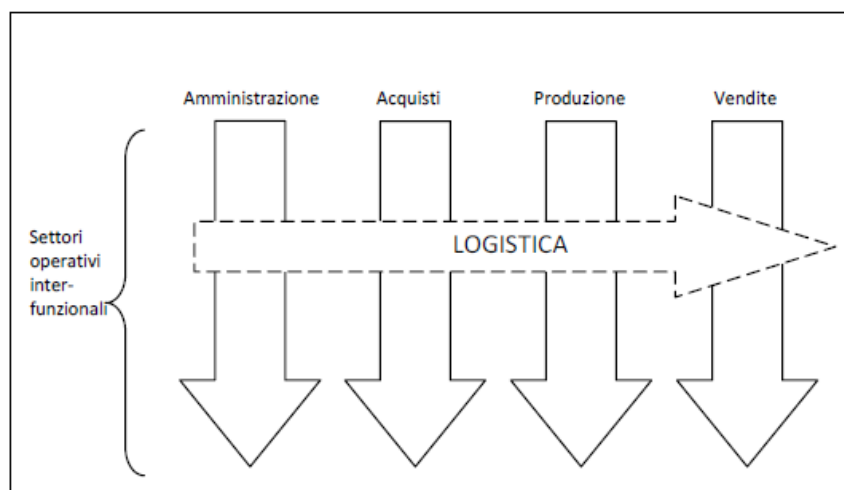 Amministrazione Acquisti Produzione Vendite
LOGISTICA
Settori
operativi
inter-
funzionali